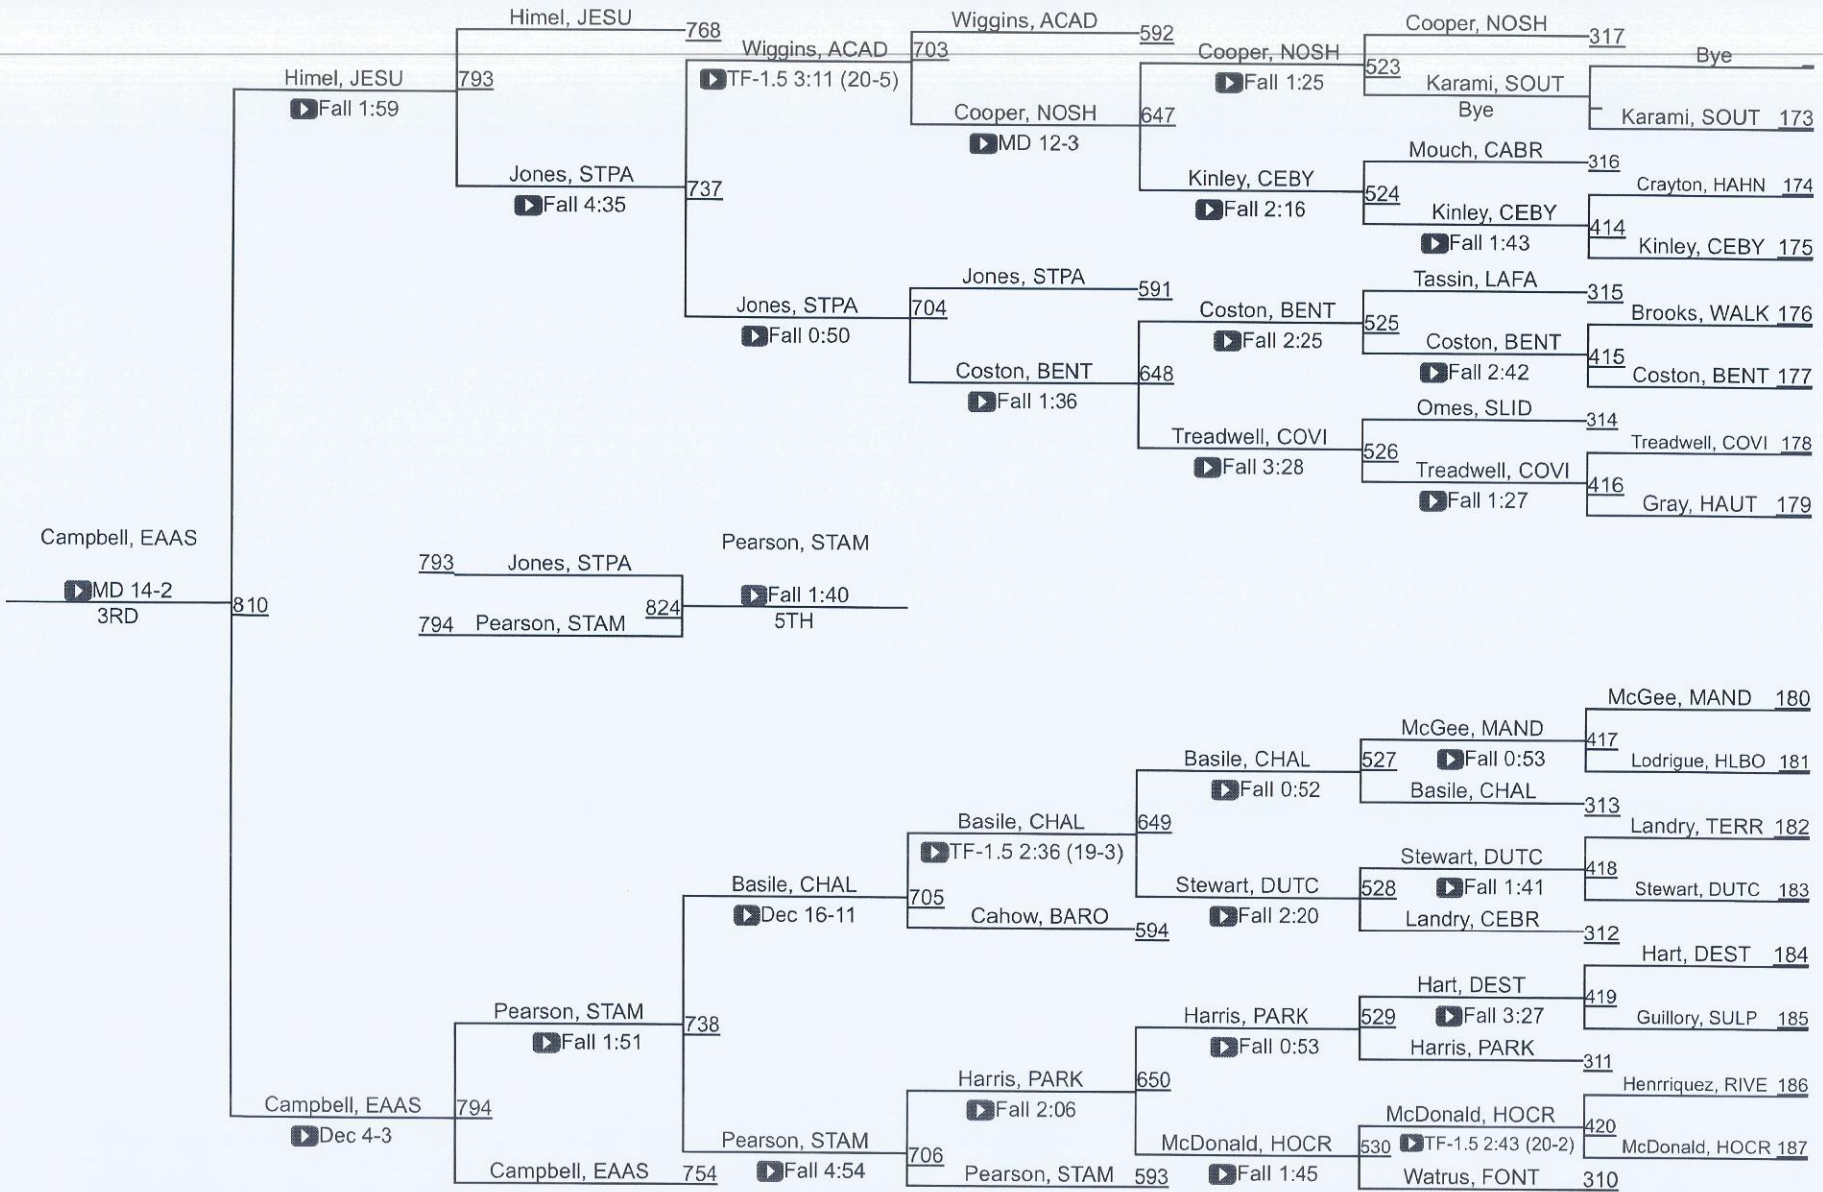 Himel, JESU
768
Wiggins, ACAD
592
Cooper, NOSH
317
Wiggins, ACAD
703
Cooper, NOSH
523
Bye
TF-1.5 3:11 (20-5)
Fall 1:25
Karami, SOUT
Bye
Karami, SOUT 173
Himel, JESU
793
Fall 1:59
Cooper, NOSH
647
MD 12-3
Mouch, CABR
316
Jones, STPA
737
Fall 4:35
Kinley, CEBY
524
Fall 2:16
Crayton, HAHN 174
Kinley, CEBY
414
Fall 1:43
Kinley, CEBY 175
Jones, STPA
591
Tassin, LAFA
315
Jones, STPA
704
Fall 0:50
Coston, BENT
525
Fall 2:25
Brooks, WALK 176
Coston, BENT
415
Fall 2:42
Coston, BENT 177
Coston, BENT
648
Fall 1:36
Omes, SLID
314
Treadwell, COVI
526
Fall 3:28
Treadwell, COVI 178
Treadwell, COVI
416
Fall 1:27
Gray, HAUT 179
Campbell, EAAS
MD 14-2
3RD
810
793 Jones, STPA
794 Pearson, STAM
824
Pearson, STAM
Fall 1:40
5TH
McGee, MAND 180
McGee, MAND
417
Fall 0:53
Lodrigue, HLBO 181
Basile, CHAL
527
Fall 0:52
Basile, CHAL
313
Basile, CHAL
649
TF-1.5 2:36 (19-3)
Landry, TERR 182
Stewart, DUTC
418
Fall 1:41
Stewart, DUTC 183
Basile, CHAL
705
Dec 16-11
Stewart, DUTC
528
Fall 2:20
Cahow, BARO
594
Landry, CEBR
312
Hart, DEST 184
Pearson, STAM
738
Fall 1:51
Hart, DEST
419
Fall 3:27
Guillory, SULP 185
Harris, PARK
529
Fall 0:53
Harris, PARK
311
Harris, PARK
650
Fall 2:06
Henrriquez, RIVE 186
Campbell, EAAS
794
Dec 4-3
McDonald, HOCR
420
TF-1.5 2:43 (20-2)
McDonald, HOCR 187
Pearson, STAM
706
Fall 4:54
McDonald, HOCR
530
Fall 1:45
Campbell, EAAS
754
Pearson, STAM
593
Watrus, FONT
310